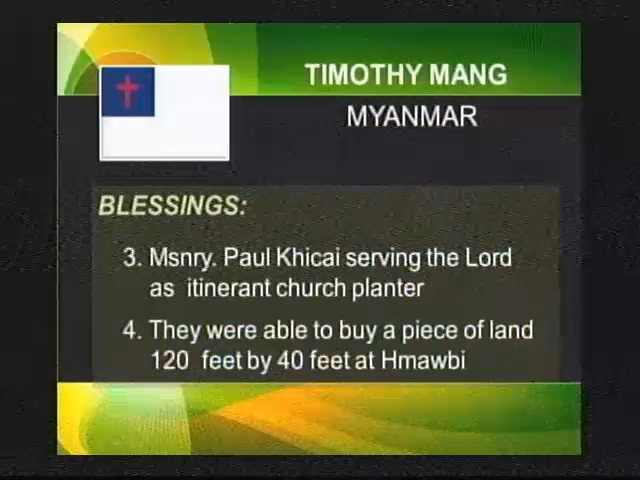 TIMOTHY MANG
MYANMAR
BLESSINGS:
3. Msnry. Paul Khicai serving the Lord
as itinerant church planter
4. They were able to buy a piece of land
120 feet by 40 feet at Hmawbi